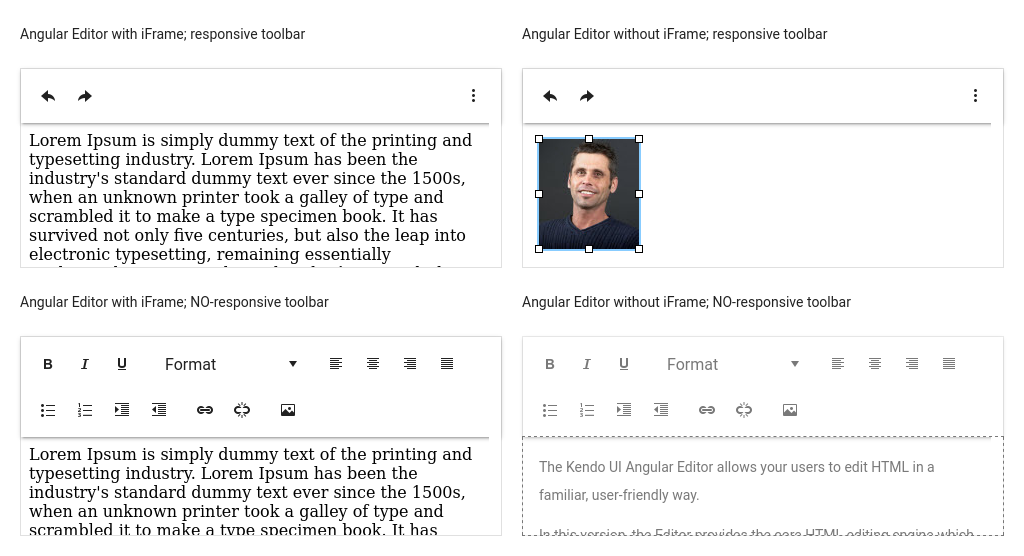 Angular Editor with iFrame; responsive toolbar
Lorem Ipsum is simply dummy text of the printing and
typesetting industry. Lorem Ipsum has been the
industry's standard dummy text ever since the 1500s,
when an unknown printer took a galley of type and
scrambled it to make a type specimen book. It has
survived not only five centuries, but also the leap into
electronic typesetting, remaining essentially
Angular Editor without iFrame; responsive toolbar
Angular Editor with iFrame; NO-responsive toolbar
B I U Format
Lorem Ipsum is simply dummy text of the printing and
typesetting industry. Lorem Ipsum has been the
industry's standard dummy text ever since the 1500s,
when an unknown printer took a galley of type and
scrambled it to make a type specimen book. It has
Angular Editor without iFrame; NO-responsive toolbar
B I U Format
The Kendo UI Angular Editor allows your users to edit HTML in a
familiar, user-friendly way.
In this version, the Editor provides the core HTML editing engine which